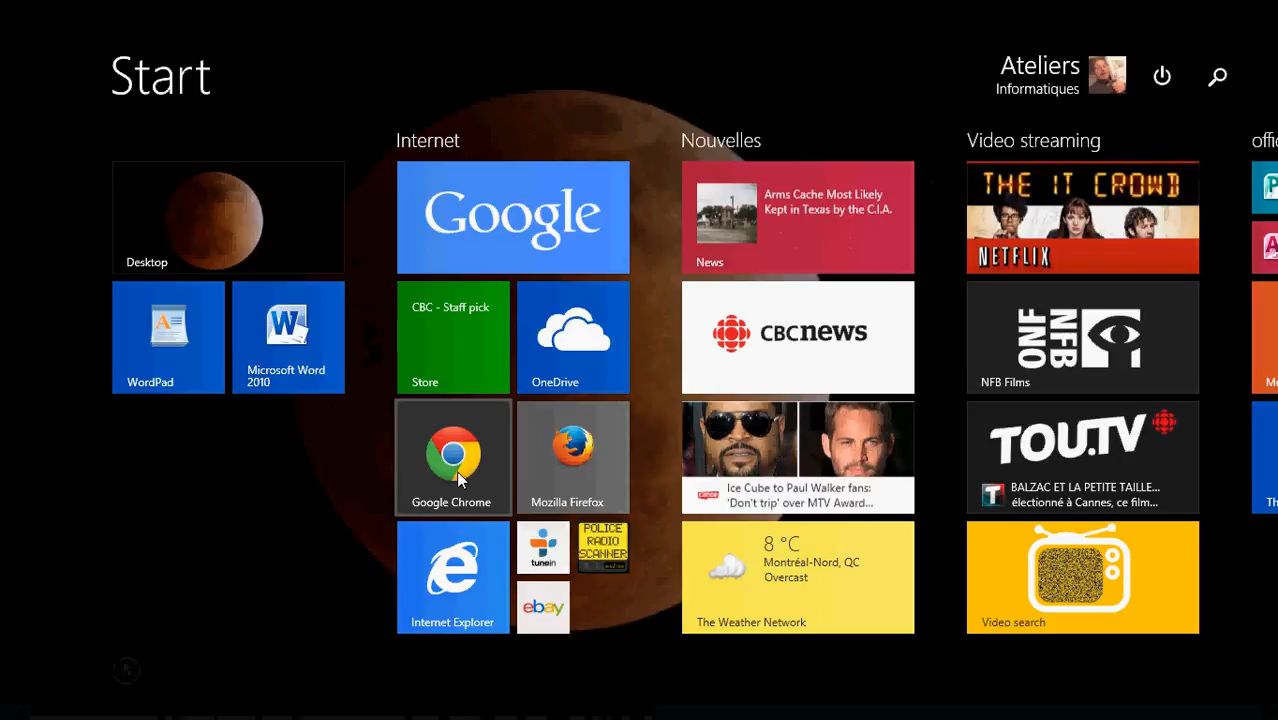 Start
Ateliers
Informatiques
Internet
Nouvelles
Video streaming
Desktop
WordPad
Microsoft Word
2010
Google
CBC - Staff pick
Store
OneDrive
Google Chrome
Mozilla Firefox
Internet Explorer
tunein
POLICE
RADIO
SCANNER
ebay
Arms Cache Most Likely
Kept in Texas by the C.I.A.
News
CBCNEWS
canoe
Ice Cube to Paul Walker fans:
'Don't trip' over MTV Award...
8 °C
Montréal-Nord, QC
Overcast
The Weather Network
THE IT CROWD
NETFLIX
ONF
NFB
NFB Films
TOU.TV
BALZAC ET LA PETITE TAILLE...
électionné à Cannes, ce film...
Video search